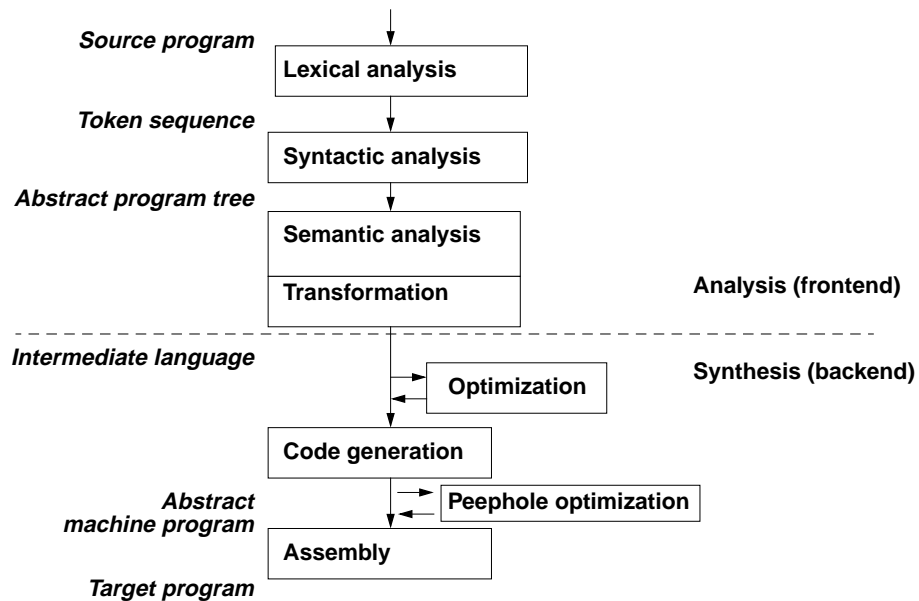 Source program
Lexical analysis
Token sequence
Syntactic analysis
Abstract program tree
Semantic analysis
Transformation
Analysis (frontend)
Intermediate language
Synthesis (backend)
Optimization
Code generation
Abstract
machine program
Peephole optimization
Assembly
Target program